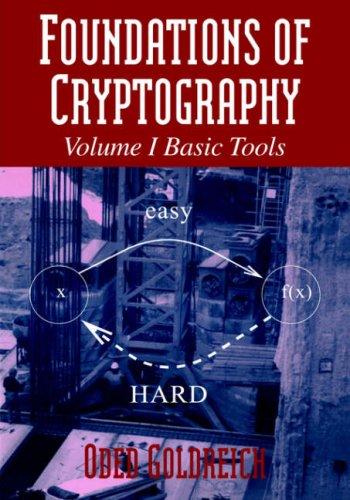 FOUNDATIONS OF
CRYPTOGRAPHY
Volume I Basic Tools
easy
x
f(x)
HARD
ODED GOLDREICH